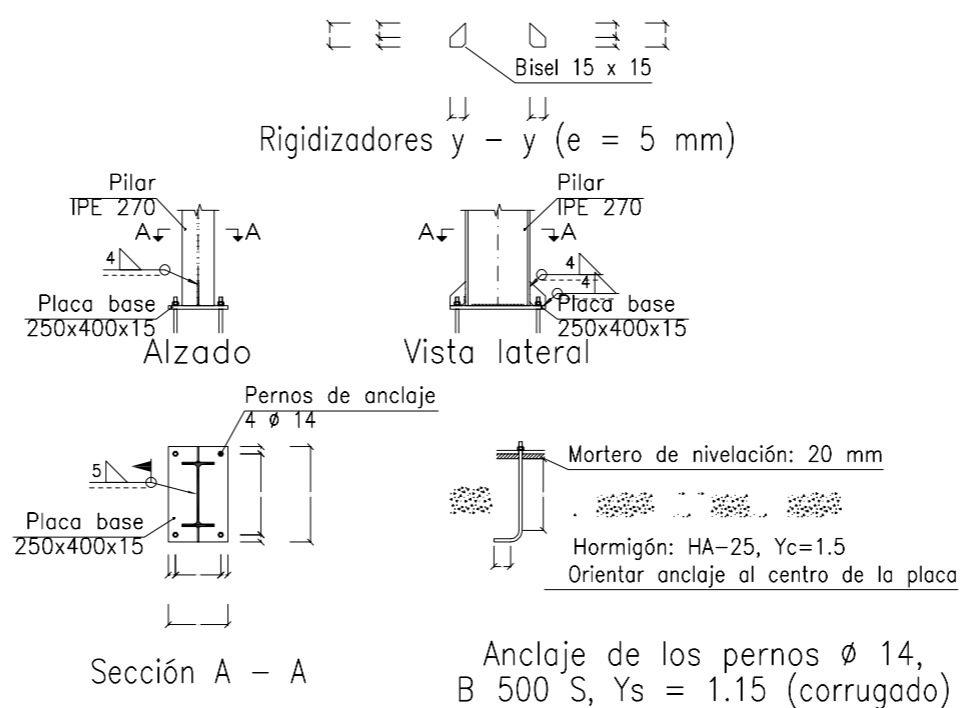 Bisel 15 x 15
Rigidizadores y - y (e = 5 mm)
Pilar
IPE 270
A
A
4
Placa base
250x400x15
Alzado
Pilar
IPE 270
A
A
4
4
Placa base
250x400x15
Vista lateral
Pernos de anclaje
4 ø 14
5
Placa base
250x400x15
Sección A - A
Mortero de nivelación: 20 mm
Hormigón: HA-25, Yc=1.5
Orientar anclaje al centro de la placa
Anclaje de los pernos ø 14,
B 500 S, Ys = 1.15 (corrugado)